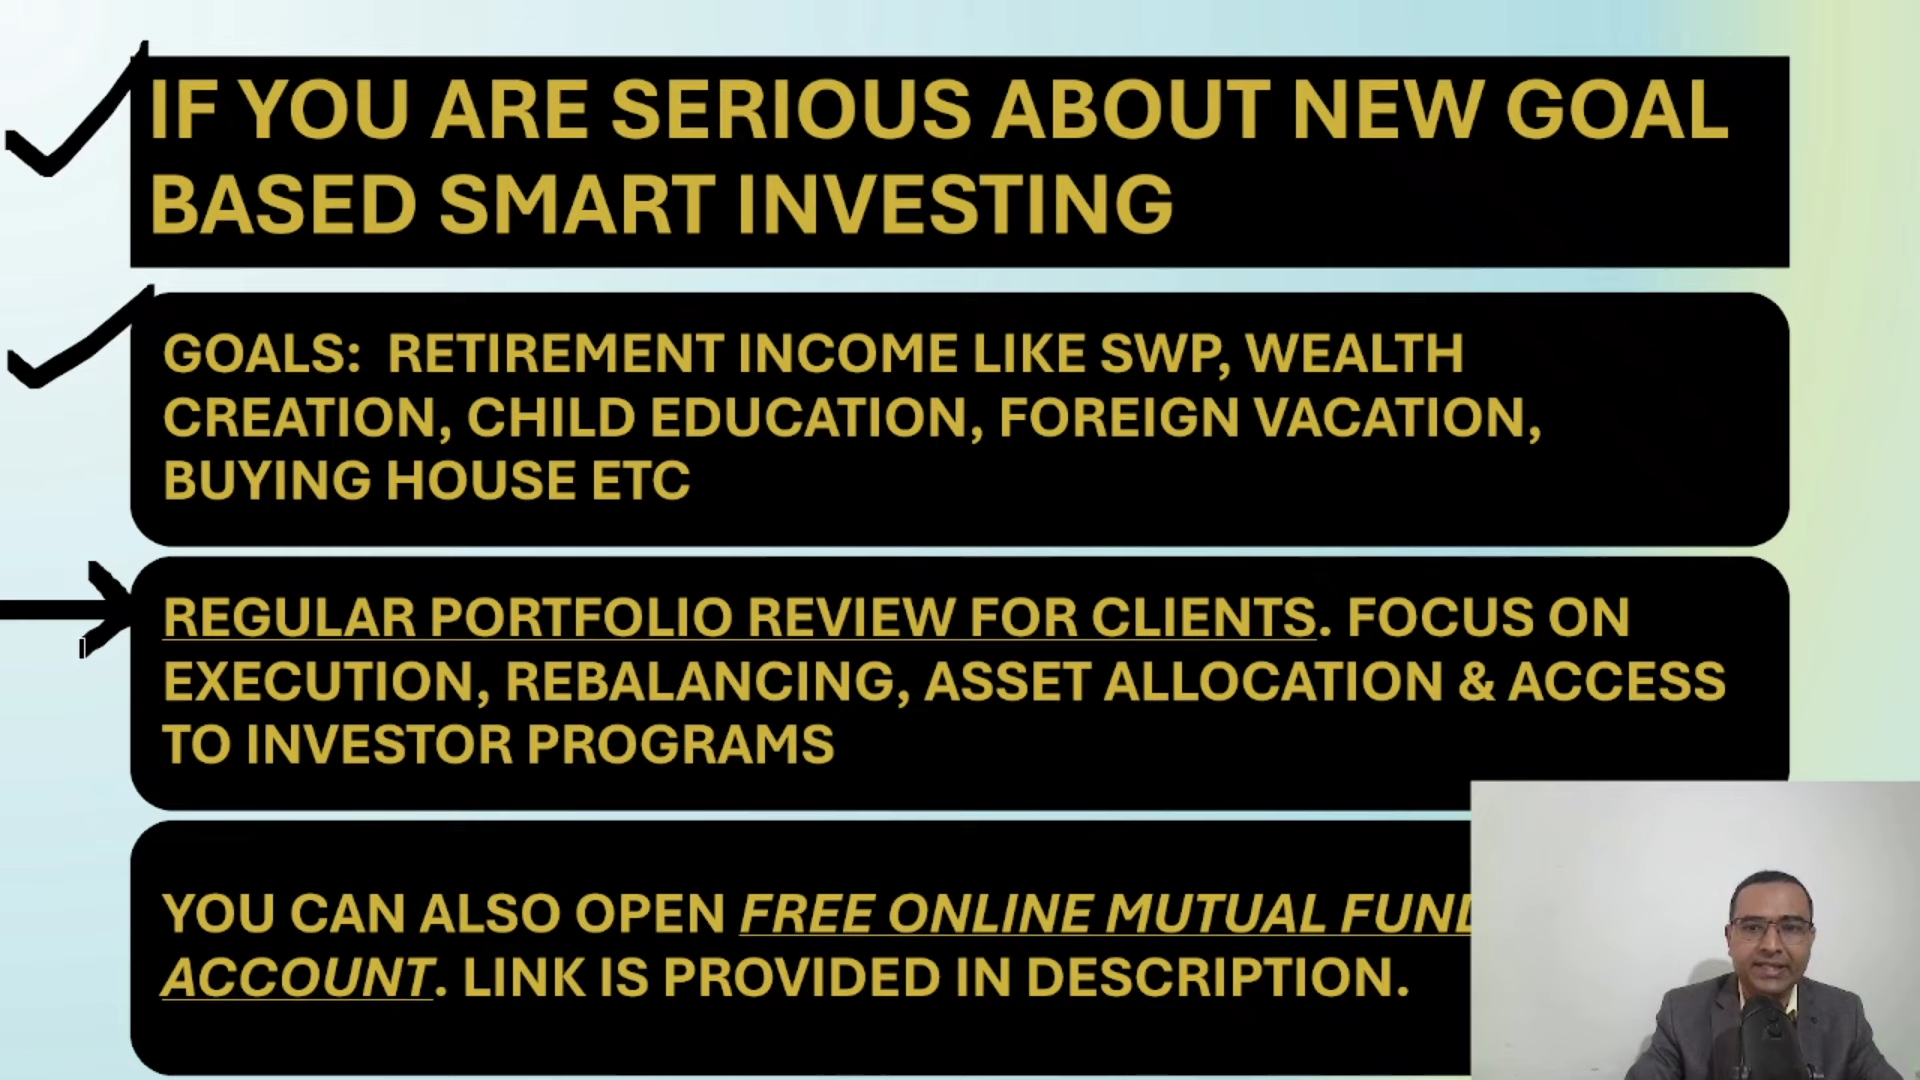 IF YOU ARE SERIOUS ABOUT NEW GOAL
BASED SMART INVESTING
GOALS: RETIREMENT INCOME LIKE SWP, WEALTH
CREATION, CHILD EDUCATION, FOREIGN VACATION,
BUYING HOUSE ETC
REGULAR PORTFOLIO REVIEW FOR CLIENTS. FOCUS ON
EXECUTION, REBALANCING, ASSET ALLOCATION & ACCESS
TO INVESTOR PROGRAMS
YOU CAN ALSO OPEN FREE ONLINE MUTUAL FUND
ACCOUNT. LINK IS PROVIDED IN DESCRIPTION.